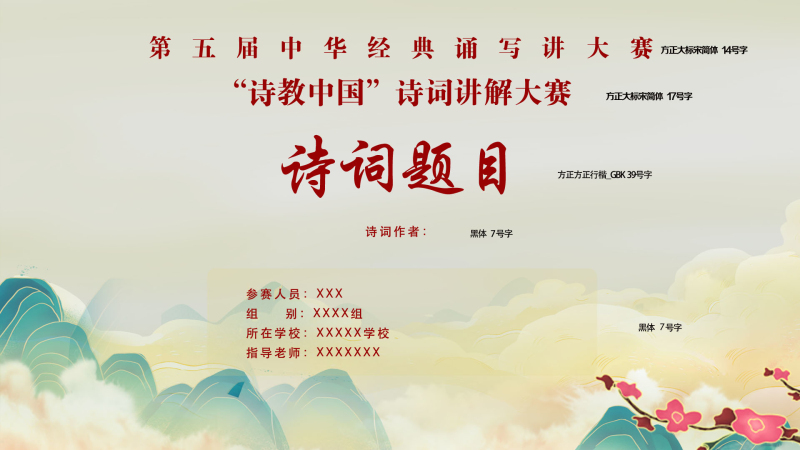 第五届中华经典诵写讲大赛 方正大标宋简体 14号字
“诗教中国”诗词讲解大赛 方正大标宋简体 17号字
诗词题目 方正方正行楷_GBK 39号字
诗词作者： 黑体 7号字
参赛人员：XXX
组 别：XXXX组
所在学校：XXXXX学校 黑体 7号字
指导老师：XXXXXXX